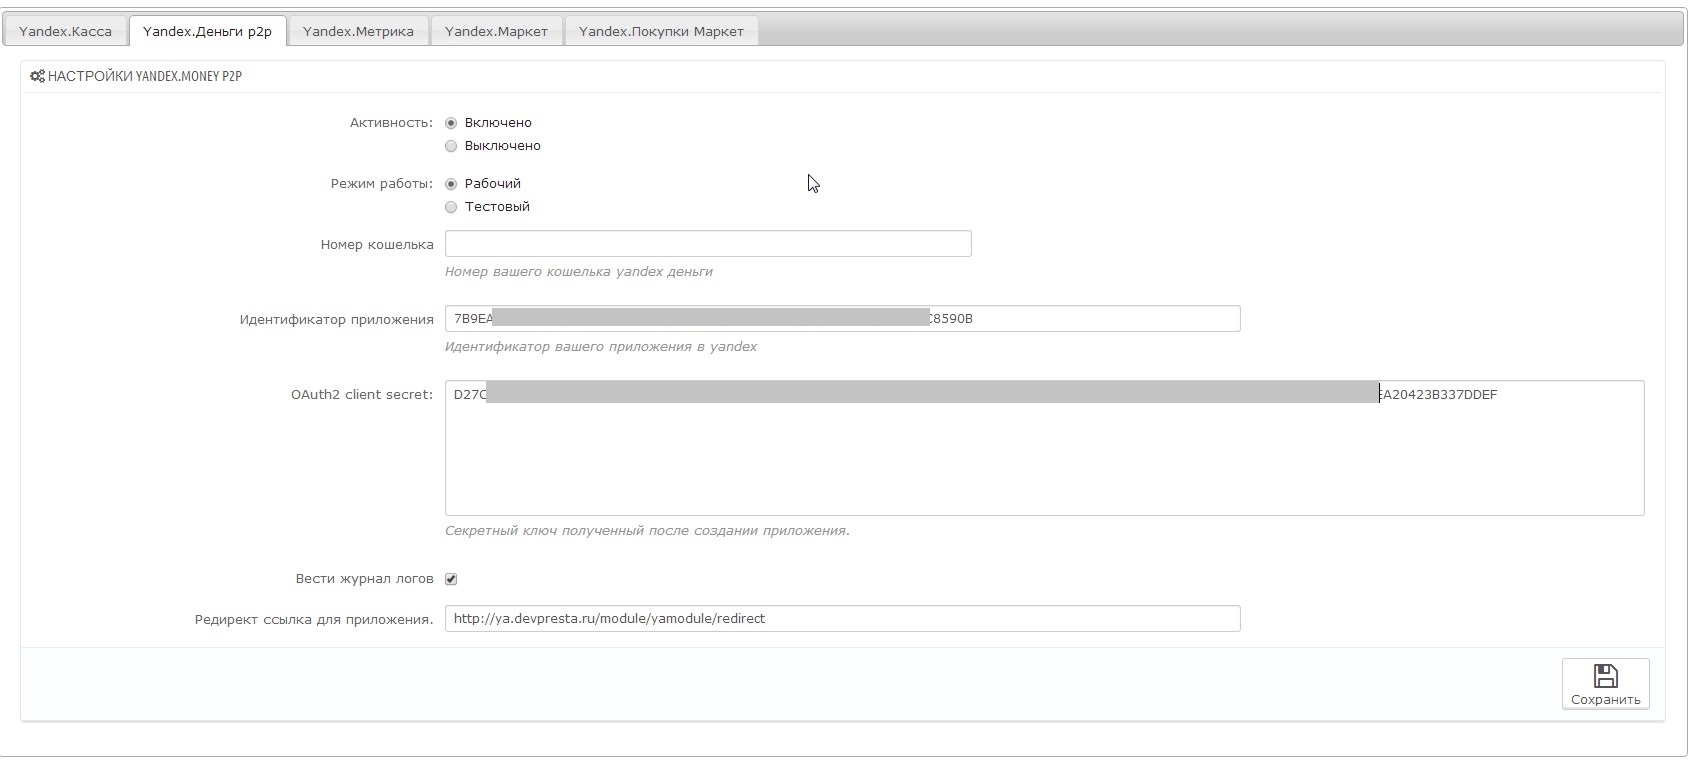 Yandex.Касса Yandex.Деньги p2p Yandex.Метрика Yandex.Маркет Yandex.Покупки Маркет
НАСТРОЙКИ YANDEX.MONEY P2P
Активность: Включено
Выключено
Режим работы: Рабочий
Тестовый
Номер кошелька
Номер вашего кошелька yandex деньги
Идентификатор приложения 7B9EA C8590B
Идентификатор вашего приложения в yandex
OAuth2 client secret: D27C EA20423B337DDEF
Секретный ключ полученный после создании приложения.
Вести журнал логов
Редирект ссылка для приложения. http://ya.devpresta.ru/module/yamodule/redirect
Сохранить